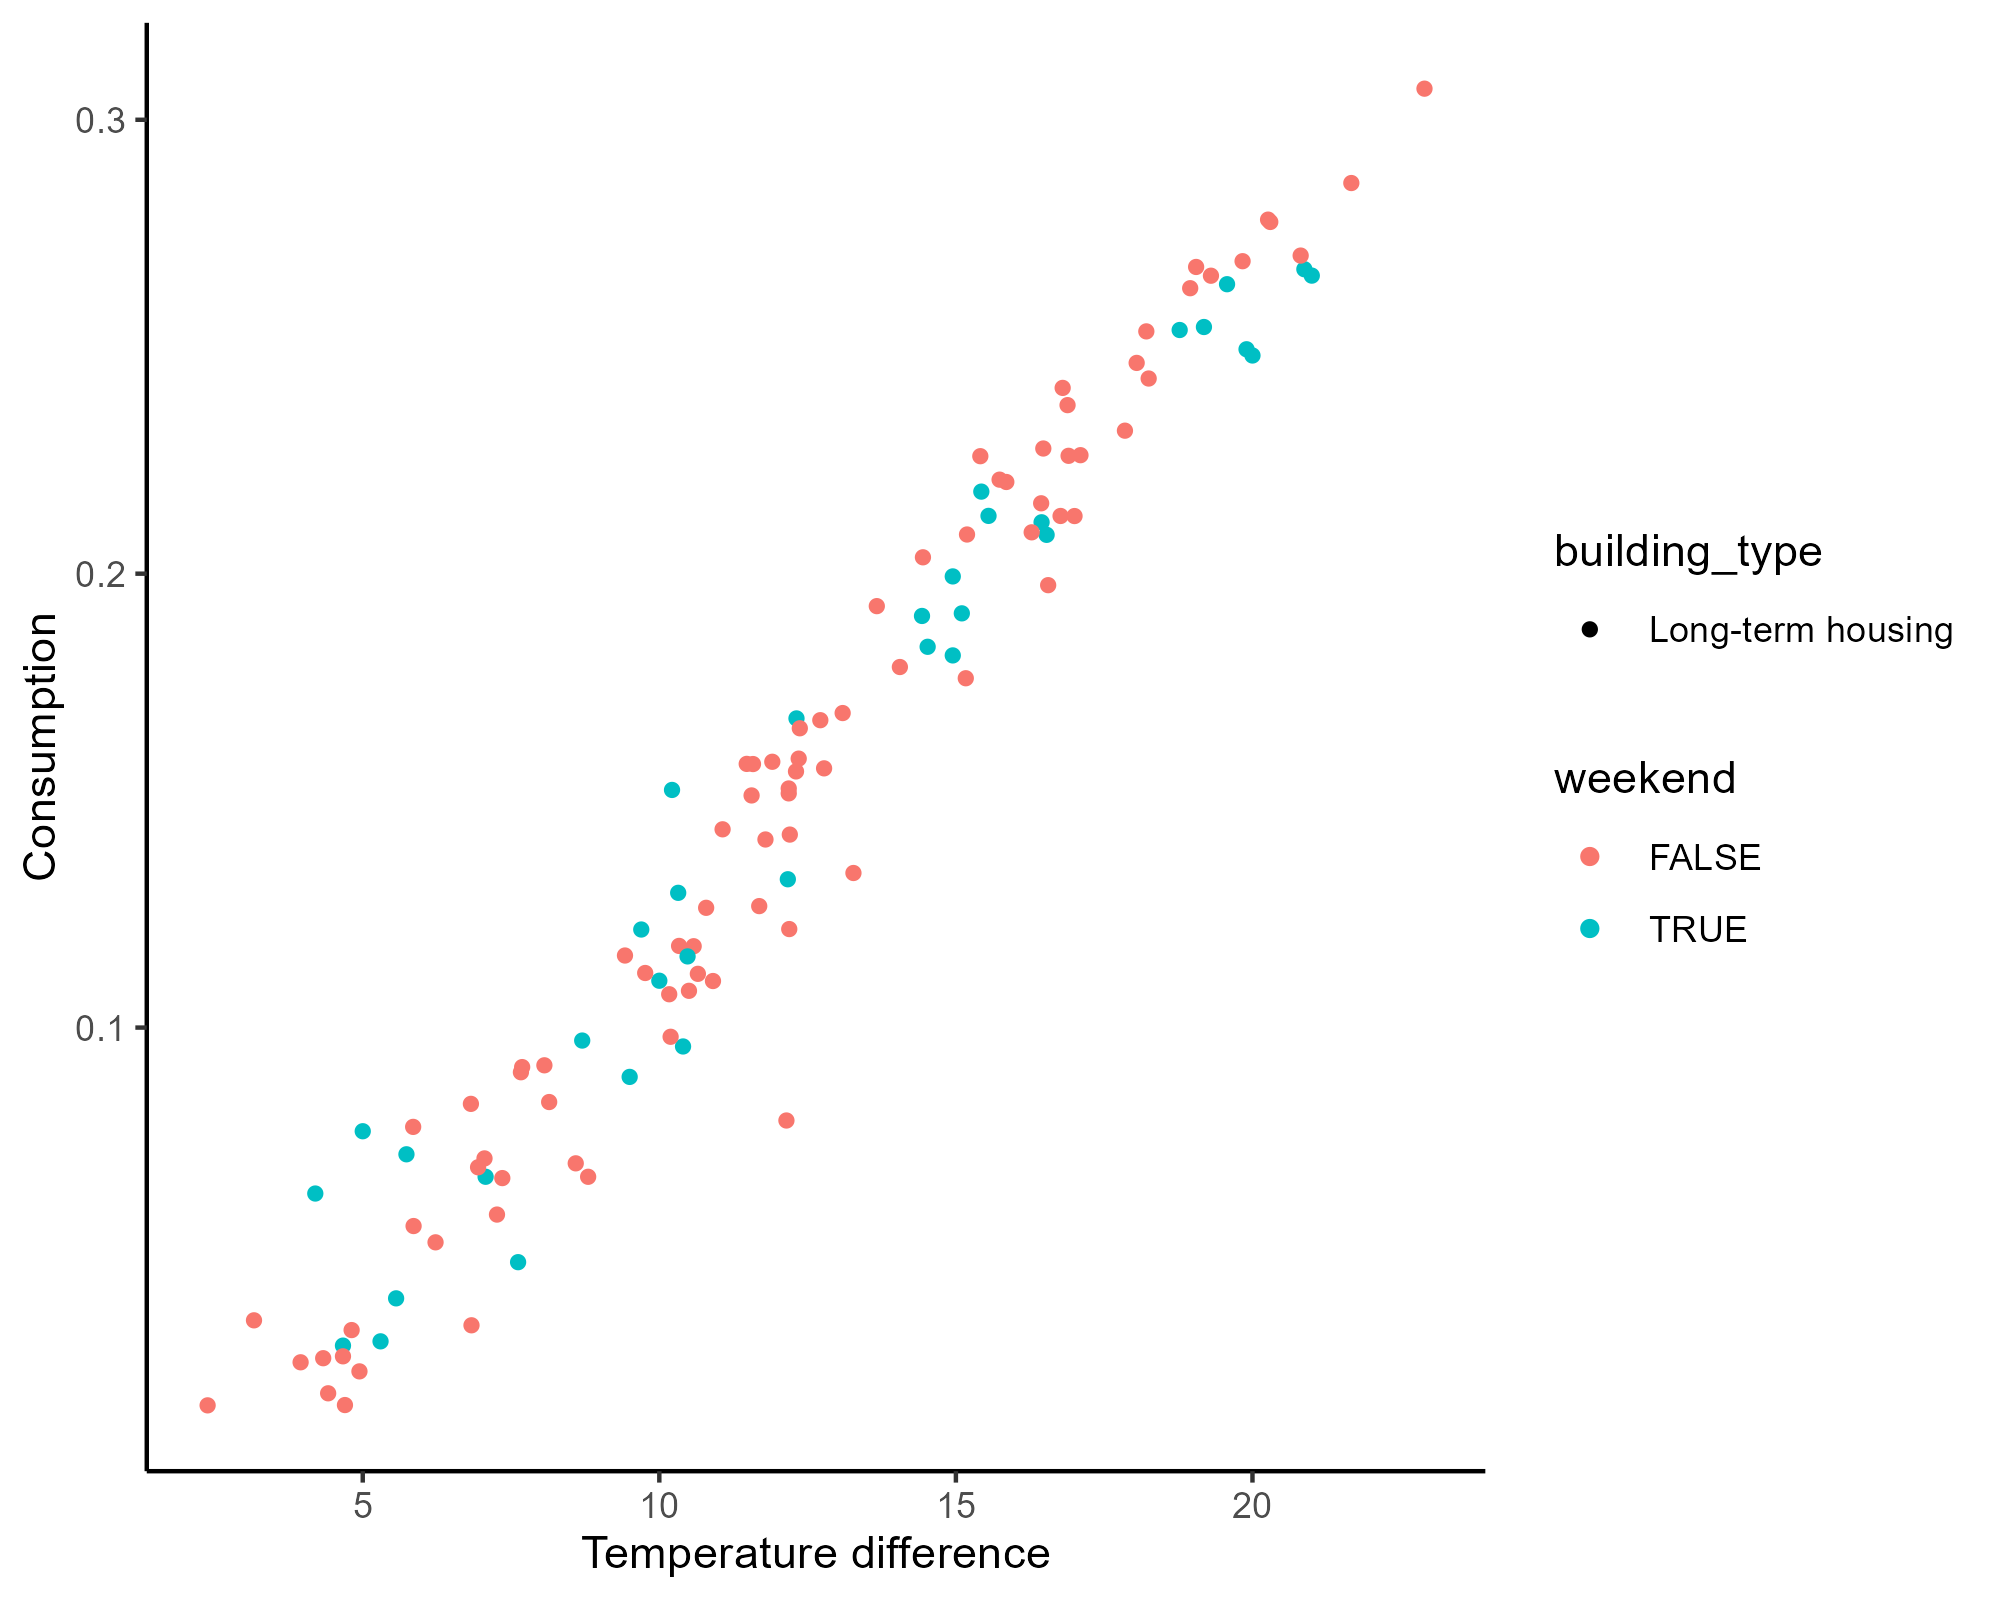 0.3
0.2
0.1
Consumption
5
10
15
20
Temperature difference
building_type
Long-term housing
weekend
FALSE
TRUE